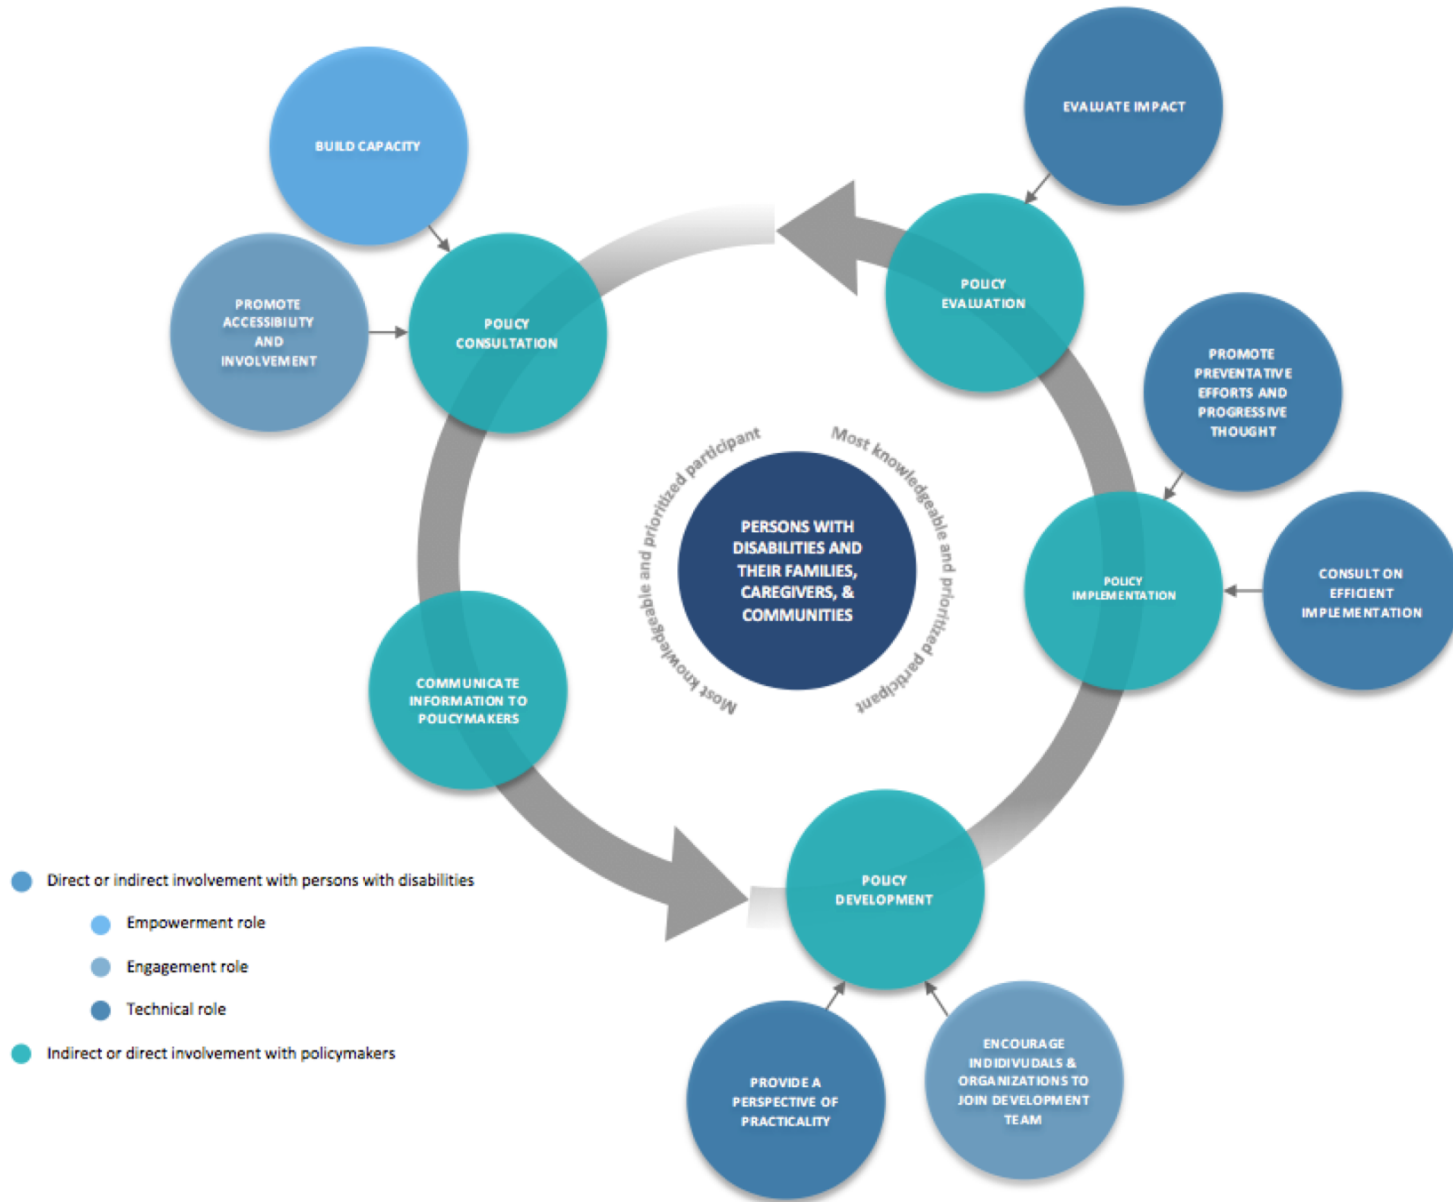 EVALUATE IMPACT
BUILD CAPACITY
POLICY
EVALUATION
PROMOTE
ACCESSIBILITY
AND
INVOLVEMENT
POLICY
CONSULTATION
PROMOTE
PREVENTATIVE
EFFORTS AND
PROGRESSIVE
THOUGHT
Most knowledgeable and prioritized participant
Most knowledgeable and prioritized participant
PERSONS WITH
DISABILITIES AND
THEIR FAMILIES,
CAREGIVERS, &
COMMUNITIES
POLICY
IMPLEMENTATION
CONSULT ON
EFFICIENT
IMPLEMENTATION
COMMUNICATE
INFORMATION TO
POLICYMAKERS
POLICY
DEVELOPMENT
Direct or indirect involvement with persons with disabilities
Empowerment role
Engagement role
Technical role
Indirect or direct involvement with policymakers
PROVIDE A
PERSPECTIVE OF
PRACTICALITY
ENCOURAGE
INDIDIVUDALS &
ORGANIZATIONS TO
JOIN DEVELOPMENT
TEAM